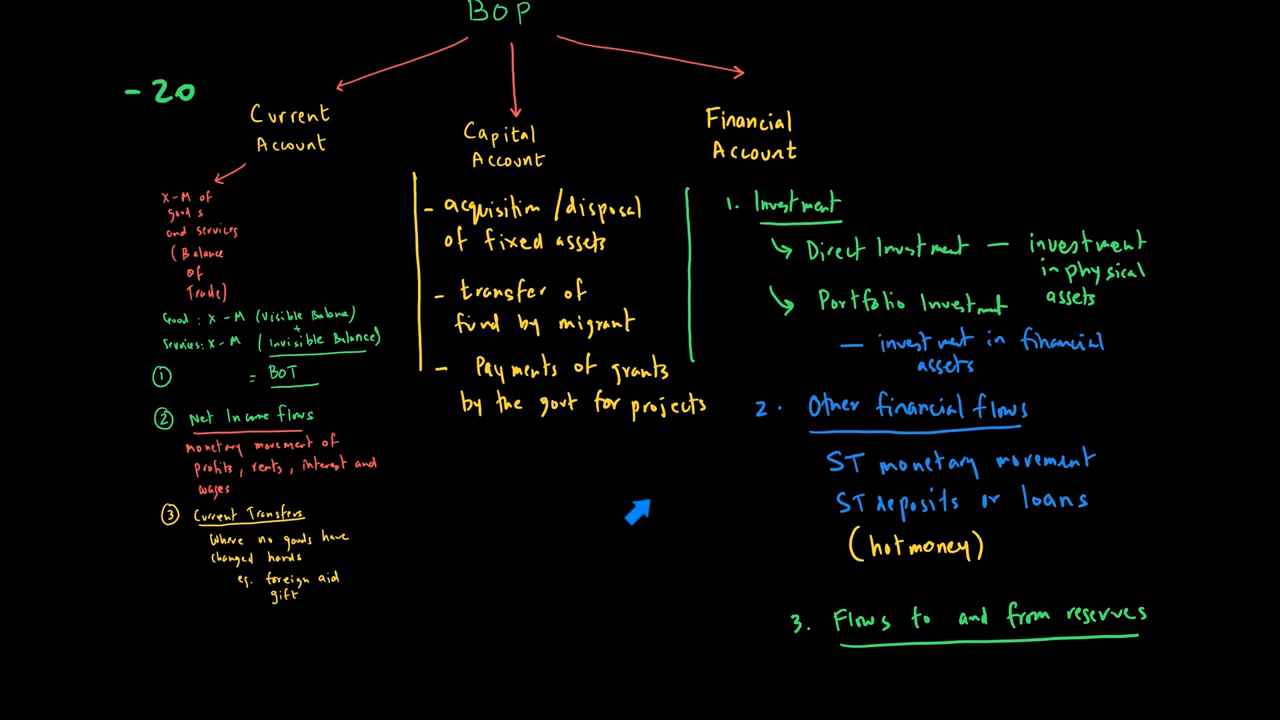 BOP
- 20
Current
Account
X-M of
goods
and services
(Balance
of
Trade)
Good : X - M (Visible Balance)
+
Services: X-M (Invisible Balance)
① = BOT
② Net Income flows
monetary movement of
profits, rents, interest and
wages
③ Current Transfers
Where no goods have
changed hands
eg. foreign aid
gift
Capital
Account
- acquisition / disposal
of fixed assets
- transfer of
fund by migrant
- Payments of grants
by the govt for projects
Financial
Account
1. Investment
↳ Direct Investment — investment
in physical
assets
↳ Portfolio Investment
— investment in financial
assets
2. Other financial flows
ST monetary movement
ST deposits or loans
(hot money)
3. Flows to and from reserves